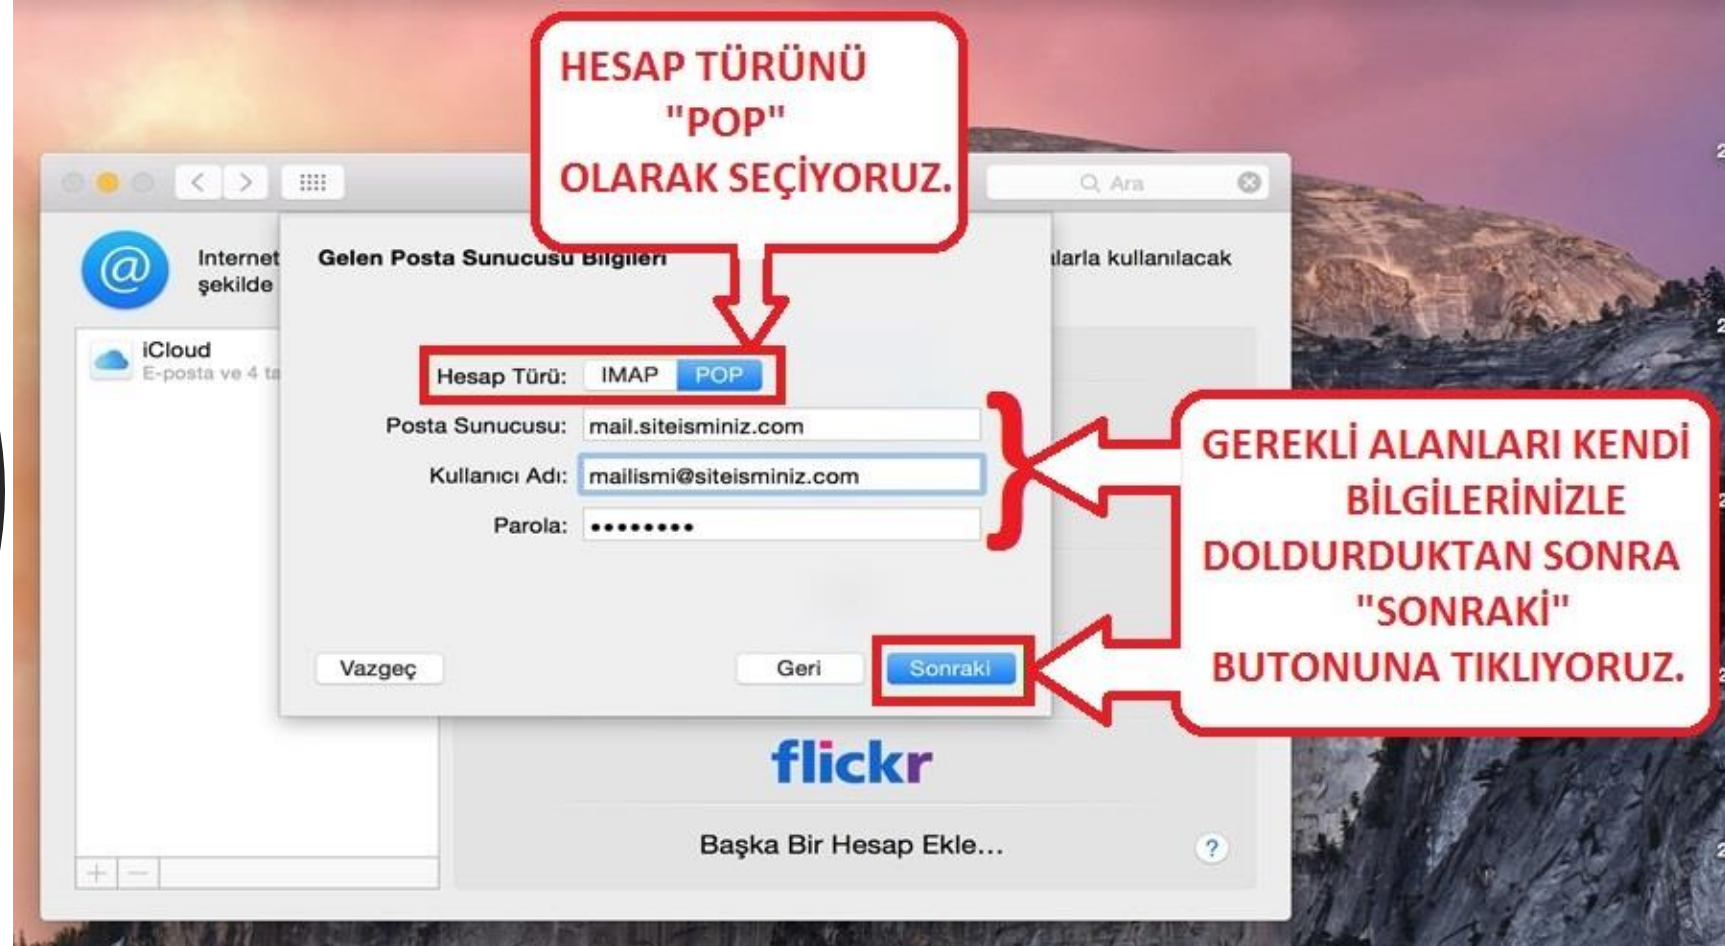 HESAP TÜRÜNÜ
"POP"
OLARAK SEÇİYORUZ.
Ara
Internet
şekilde
Gelen Posta Sunucusu Bilgileri
alarla kullanılacak
iCloud
E-posta ve 4 ta
Hesap Türü: IMAP POP
Posta Sunucusu: mail.siteisminiz.com
Kullanıcı Adı: mailismi@siteisminiz.com
Parola: ••••••••
GEREKLİ ALANLARI KENDİ
BİLGİLERİNİZLE
DOLDURDUKTAN SONRA
"SONRAKİ"
BUTONUNA TIKLIYORUZ.
Vazgeç Geri Sonraki
flickr
Başka Bir Hesap Ekle...
?